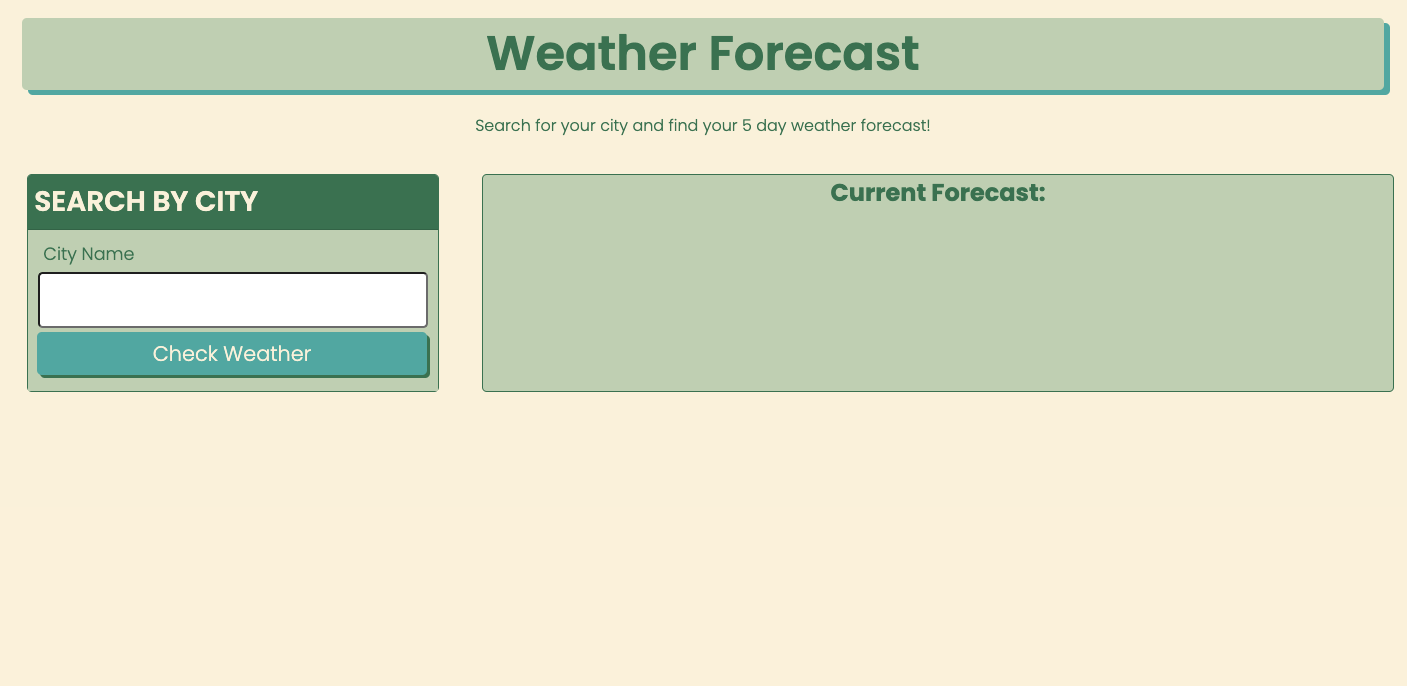 Weather Forecast
Search for your city and find your 5 day weather forecast!
SEARCH BY CITY
City Name
Check Weather
Current Forecast: